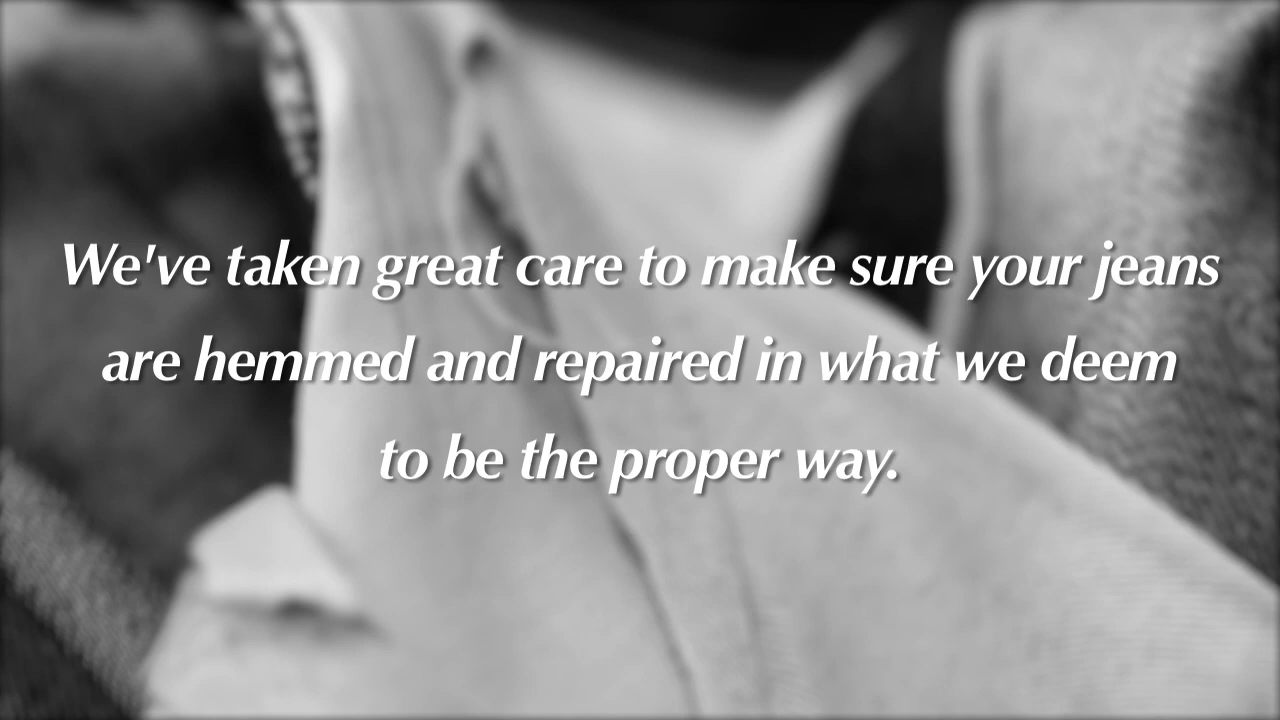 We've taken great care to make sure your jeans
are hemmed and repaired in what we deem
to be the proper way.